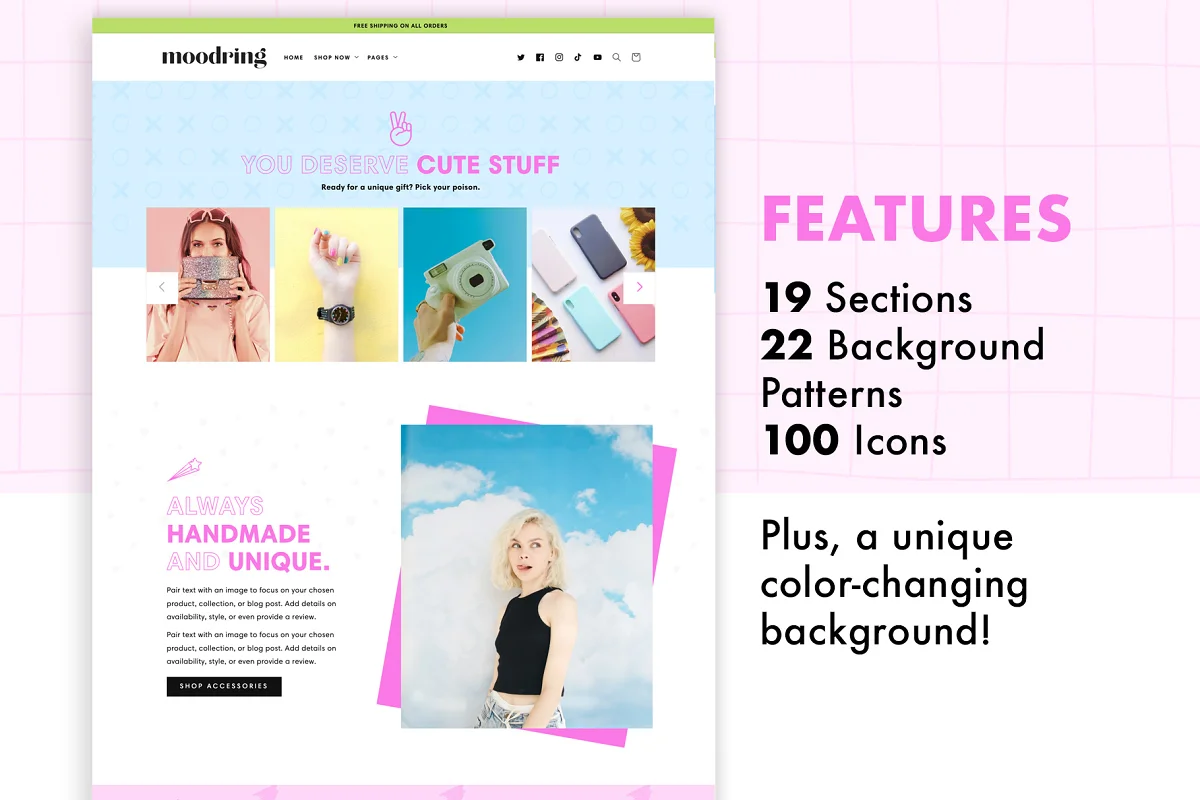 FREE SHIPPING ON ALL ORDERS
moodring HOME SHOP NOW PAGES
YOU DESERVE CUTE STUFF
Ready for a unique gift? Pick your poison.
ALWAYS
HANDMADE
AND UNIQUE.
Pair text with an image to focus on your chosen
product, collection, or blog post. Add details on
availability, style, or even provide a review.
Pair text with an image to focus on your chosen
product, collection, or blog post. Add details on
availability, style, or even provide a review.
SHOP ACCESSORIES
FEATURES
19 Sections
22 Background
Patterns
100 Icons
Plus, a unique
color-changing
background!